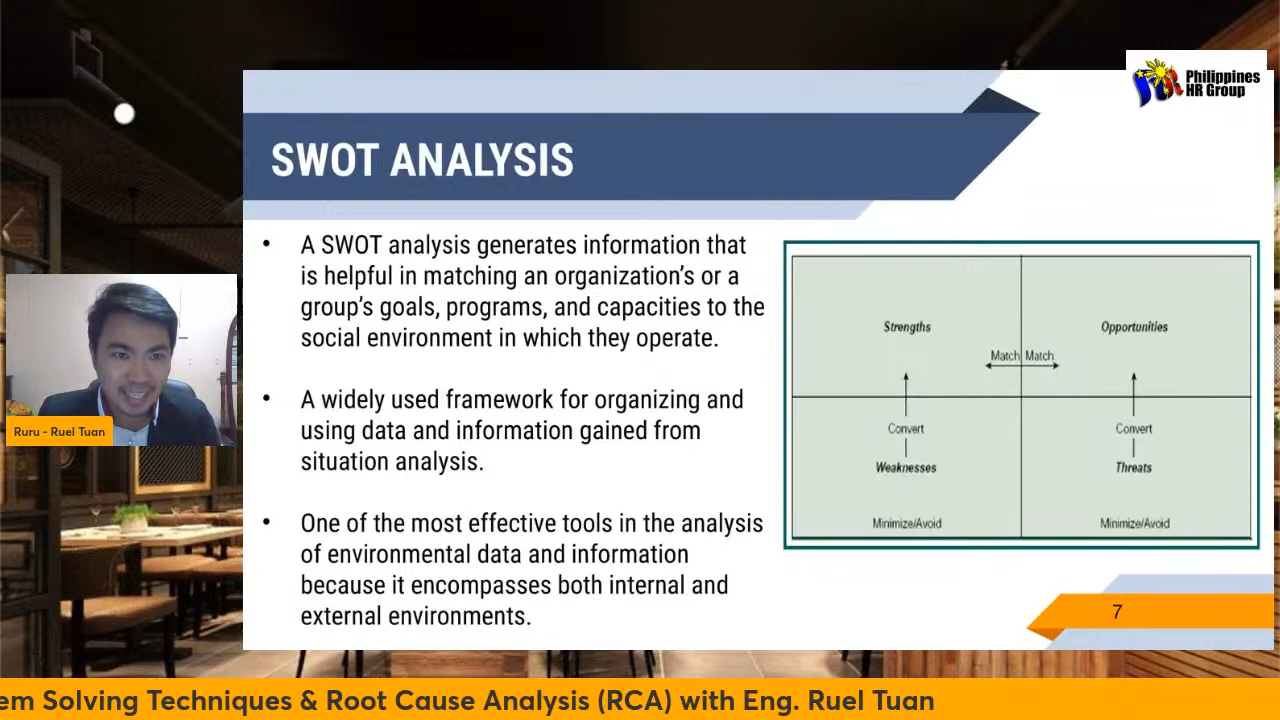 Philippines
HR Group
SWOT ANALYSIS
• A SWOT analysis generates information that
is helpful in matching an organization's or a
group's goals, programs, and capacities to the
social environment in which they operate.
• A widely used framework for organizing and
using data and information gained from
situation analysis.
• One of the most effective tools in the analysis
of environmental data and information
because it encompasses both internal and
external environments.
Strengths
Opportunities
Match Match
Convert
Convert
Weaknesses
Threats
Minimize/Avoid
Minimize/Avoid
7
Ruru - Ruel Tuan
em Solving Techniques & Root Cause Analysis (RCA) with Eng. Ruel Tuan